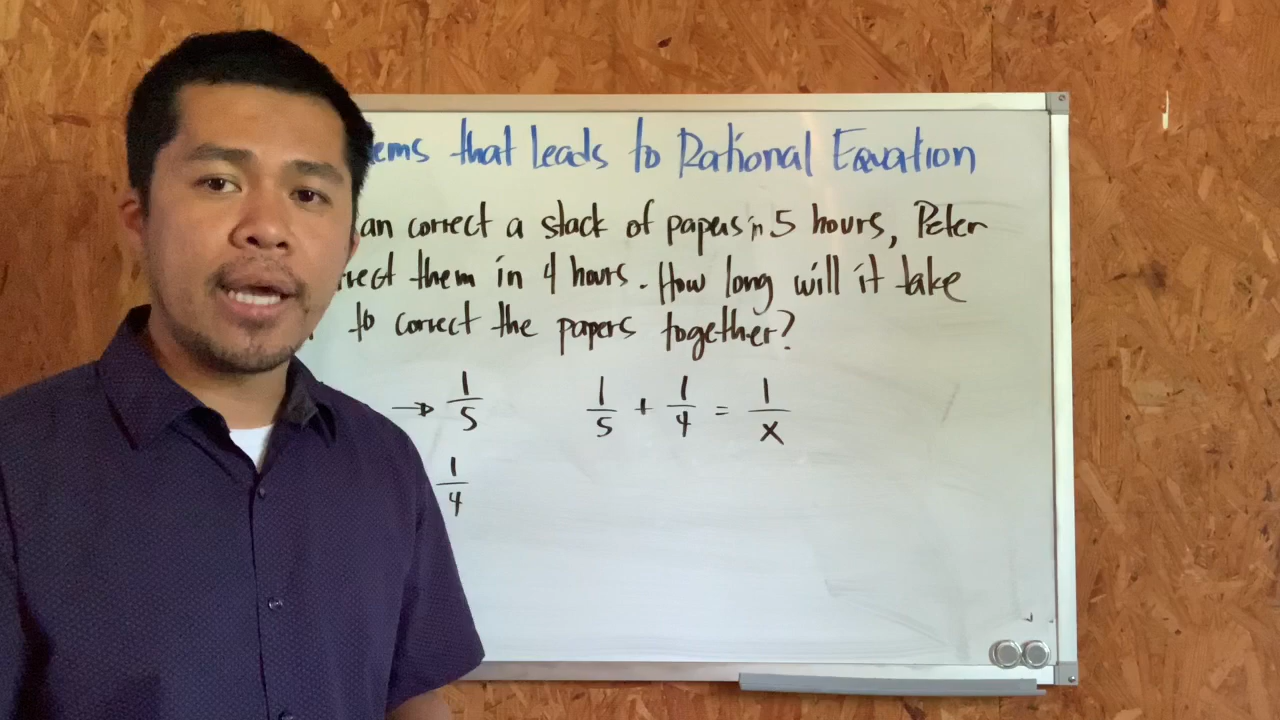 ems that leads to Rational Equation
an correct a stack of papers in 5 hours, Peter
rect them in 4 hours. How long will it take
to correct the papers together?
→ 1/5 1/5 + 1/4 = 1/x
1/4